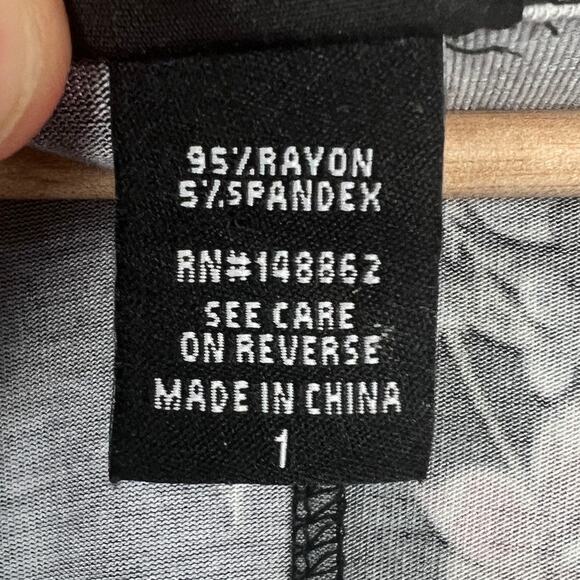 95%RAYON
5%SPANDEX
RN#148862
SEE CARE
ON REVERSE
MADE IN CHINA
1